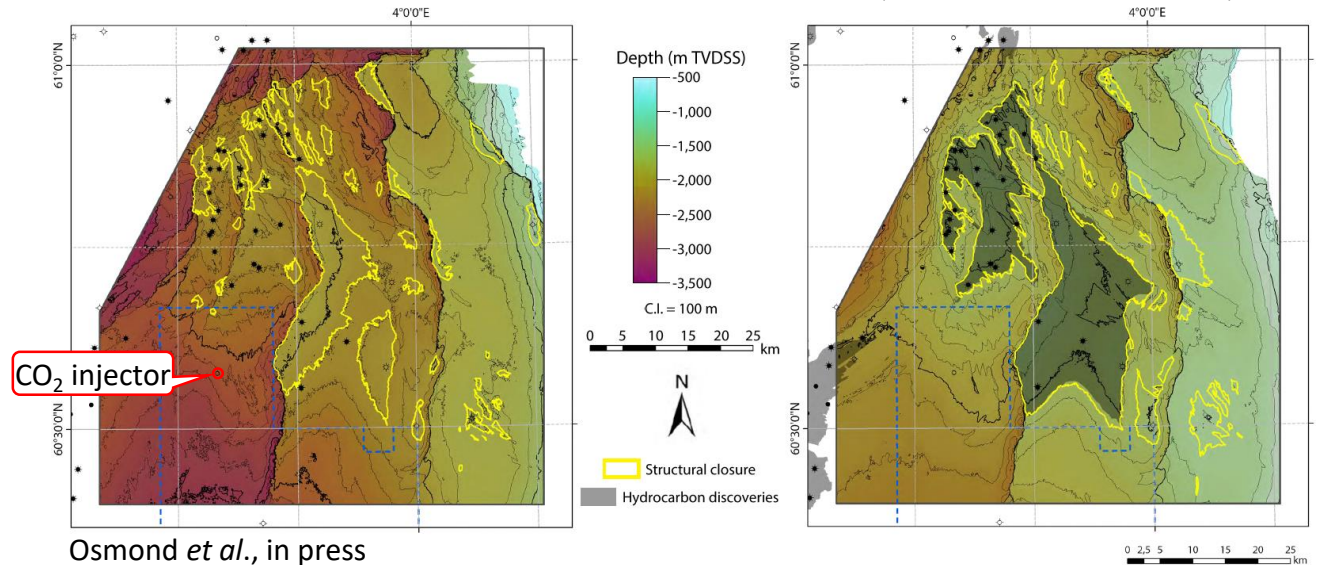 4°0'0"E
4°0'0"E
61°0'0"N
61°0'0"N
Depth (m TVDSS)
-500
-1,000
-1,500
-2,000
-2,500
-3,000
-3,500
C.I. = 100 m
0 5 10 15 20 25
km
CO₂ injector
N
60°30'0"N
60°30'0"N
Structural closure
Hydrocarbon discoveries
Osmond et al., in press
0 2,5 5 10 15 20 25
km